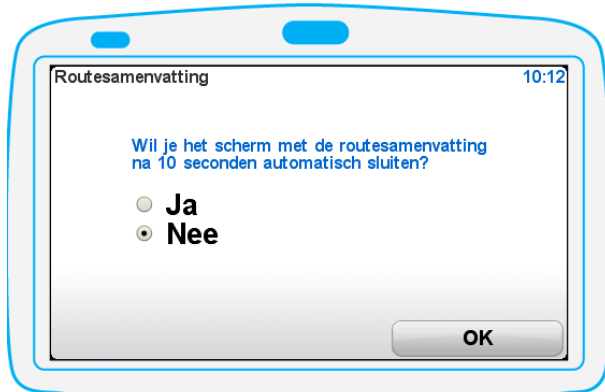 Routesamenvatting 10:12
Wil je het scherm met de routesamenvatting
na 10 seconden automatisch sluiten?
Ja
Nee
OK